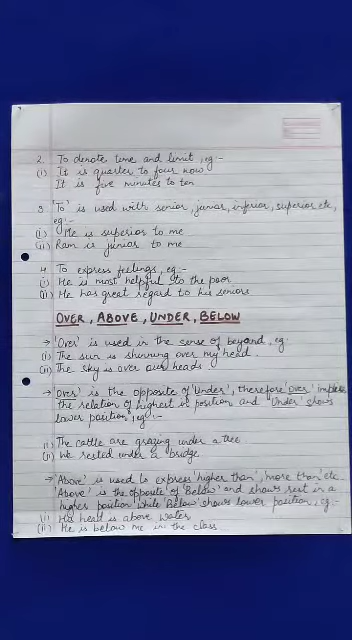 2. To denote time and limit, eg:-
(i) It is quarter to four now
It is five minutes to ten
3. 'To' is used with senior, junior, inferior, superior etc,
eg:-
(i) He is superior to me
(ii) Ram is junior to me
4. To express feelings, eg:-
(i) He is most helpful to the poor
(ii) He has great regard to his seniors
OVER, ABOVE, UNDER, BELOW
→ 'Over' is used in the sense of beyond, eg:
(i) The sun is shinning over my head.
(ii) The sky is over our heads
→ 'Over' is the opposite of 'Under', therefore 'over'
the relation of highest in position and 'Under' shows
lower position, eg:-
(i) The cattle are grazing under a tree
(ii) We rested under a bridge
→ 'Above' is used to express 'higher than', 'more than' etc.
'Above' is the opposite of 'Below' and shows rest in a
higher position while 'Below' shows lower position, eg:-
(i) head is above water
(ii) He is below me in the class